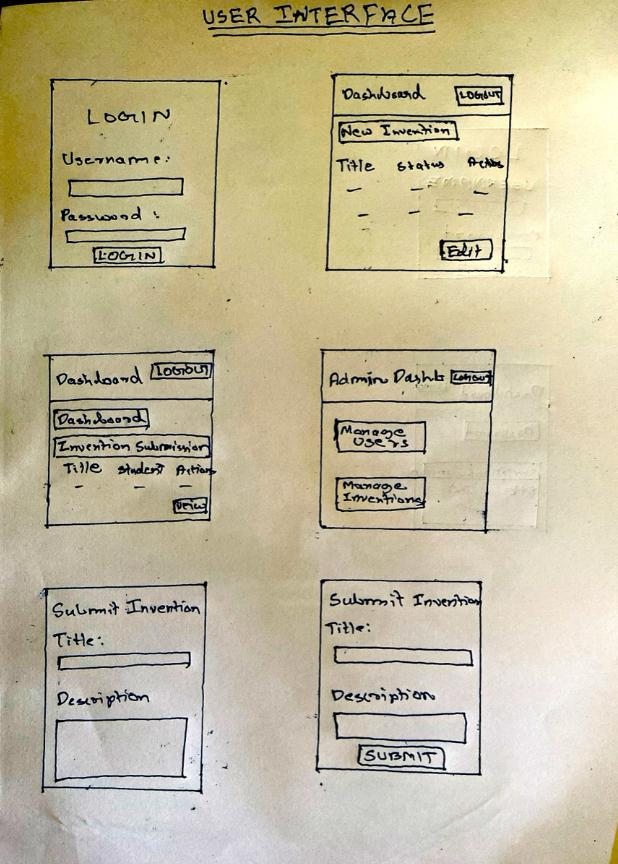 USER INTERFACE
LOGIN
Username:
Password :
LOGIN
Dashboard LOGOUT
New Invention
Title Status Action
Edit
Dashboard LOGOUT
Dashboard
Invention Submission
Title Student Action
View
Admin Dashb LOGOUT
Manage
Users
Manage
Inventions
Submit Invention
Title:
Description
Submit Invention
Title:
Description
SUBMIT